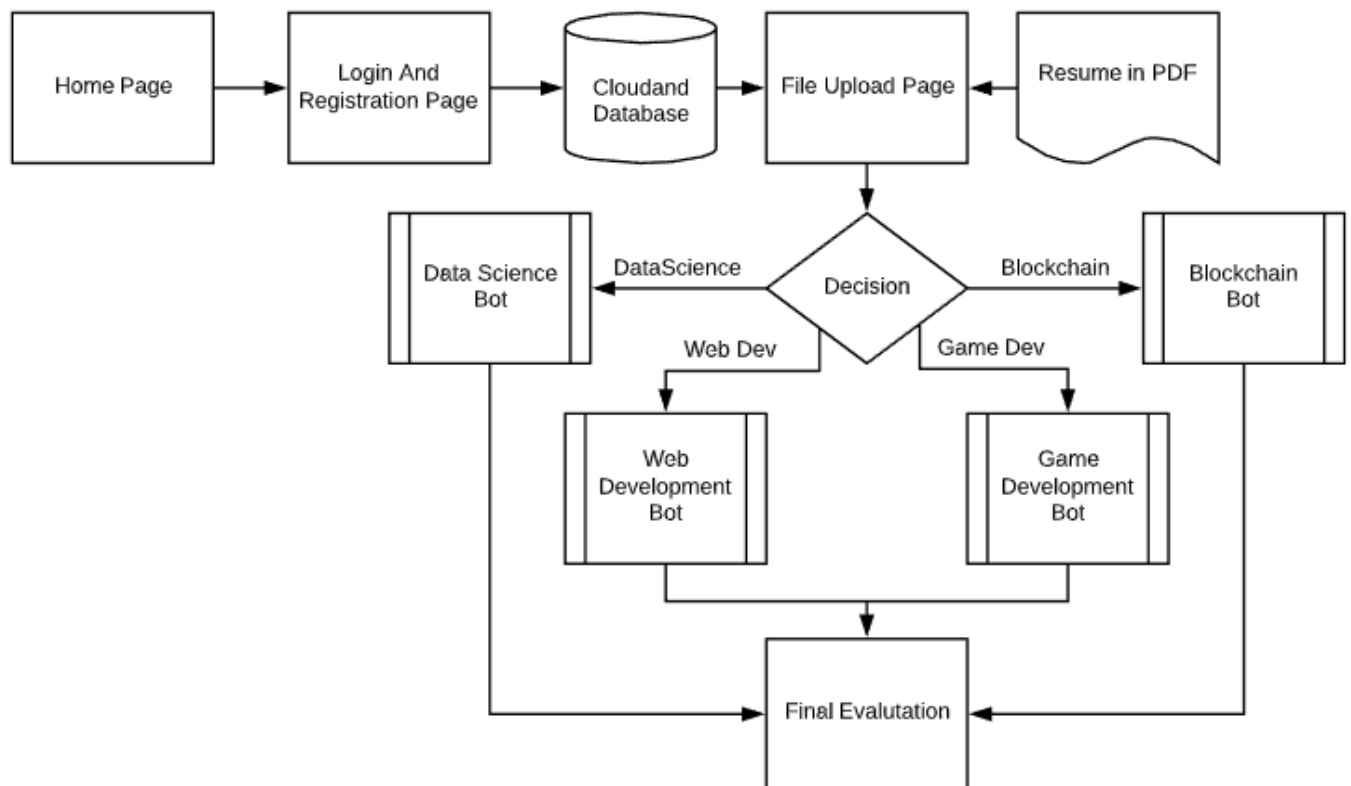 Home Page
Login And
Registration Page
Cloudand
Database
File Upload Page
Resume in PDF
Data Science
Bot
DataScience
Decision
Blockchain
Blockchain
Bot
Web Dev
Game Dev
Web
Development
Bot
Game
Development
Bot
Final Evalutation